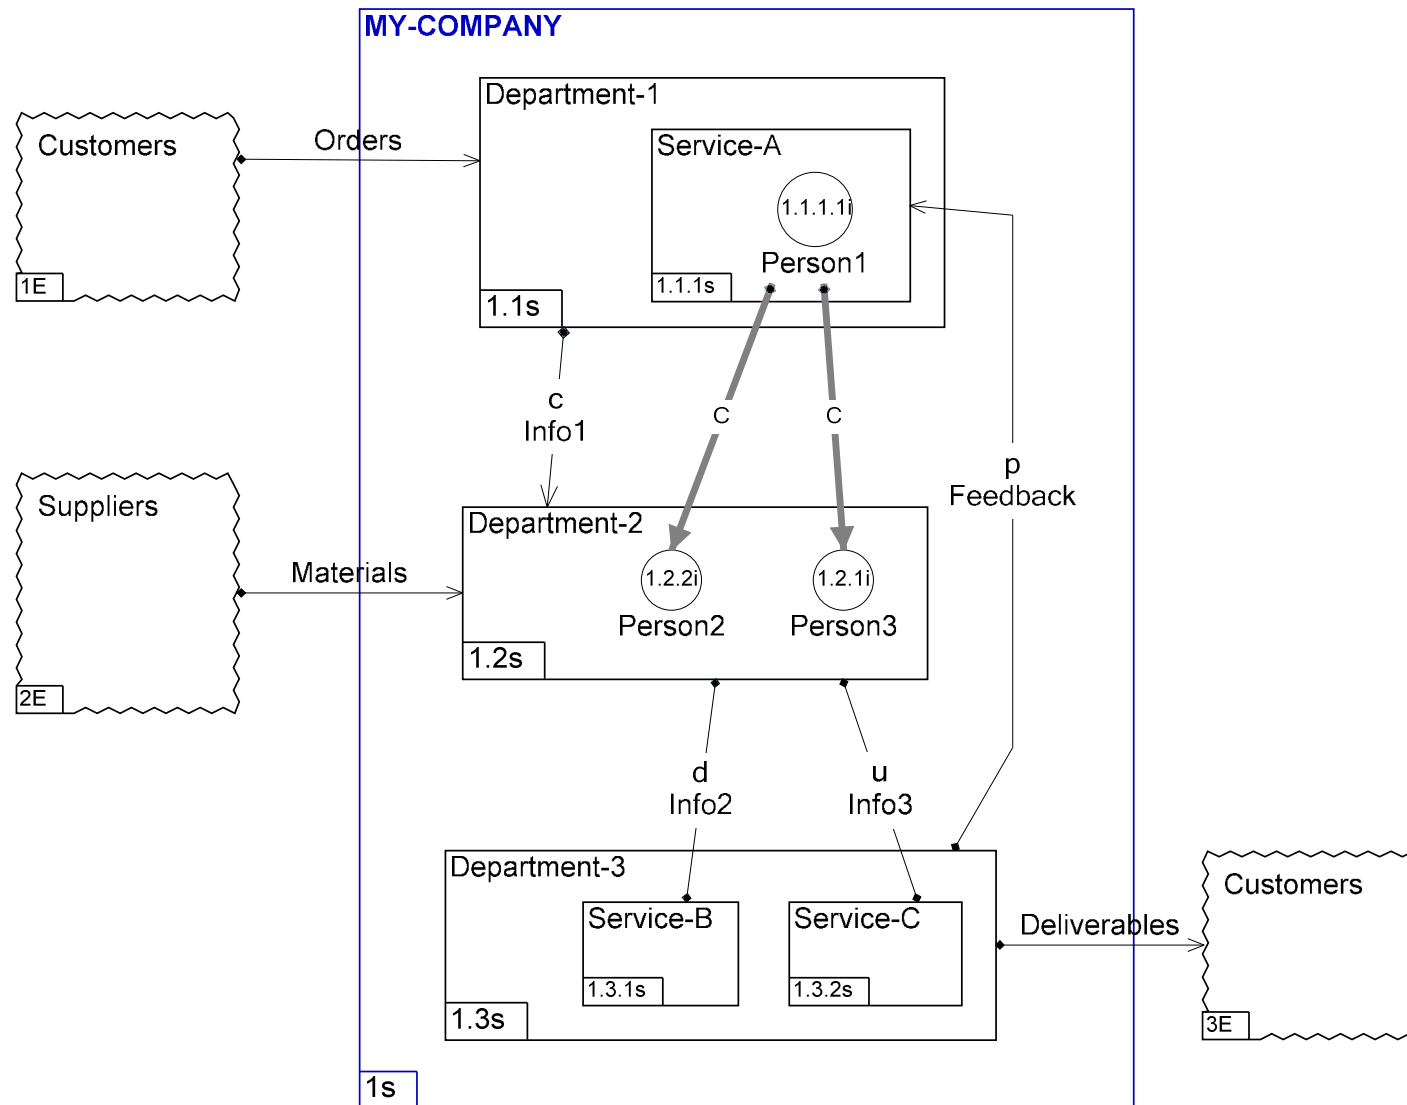 MY-COMPANY
Department-1
Customers
Orders
Service-A
1.1.1.1i
Person1
1E
1.1.1s
1.1s
c
Info1
C
C
p
Feedback
Suppliers
Department-2
Materials
1.2.2i
1.2.1i
Person2
Person3
1.2s
2E
d
Info2
u
Info3
Department-3
Customers
Service-B
Service-C
Deliverables
1.3.1s
1.3.2s
1.3s
3E
1s